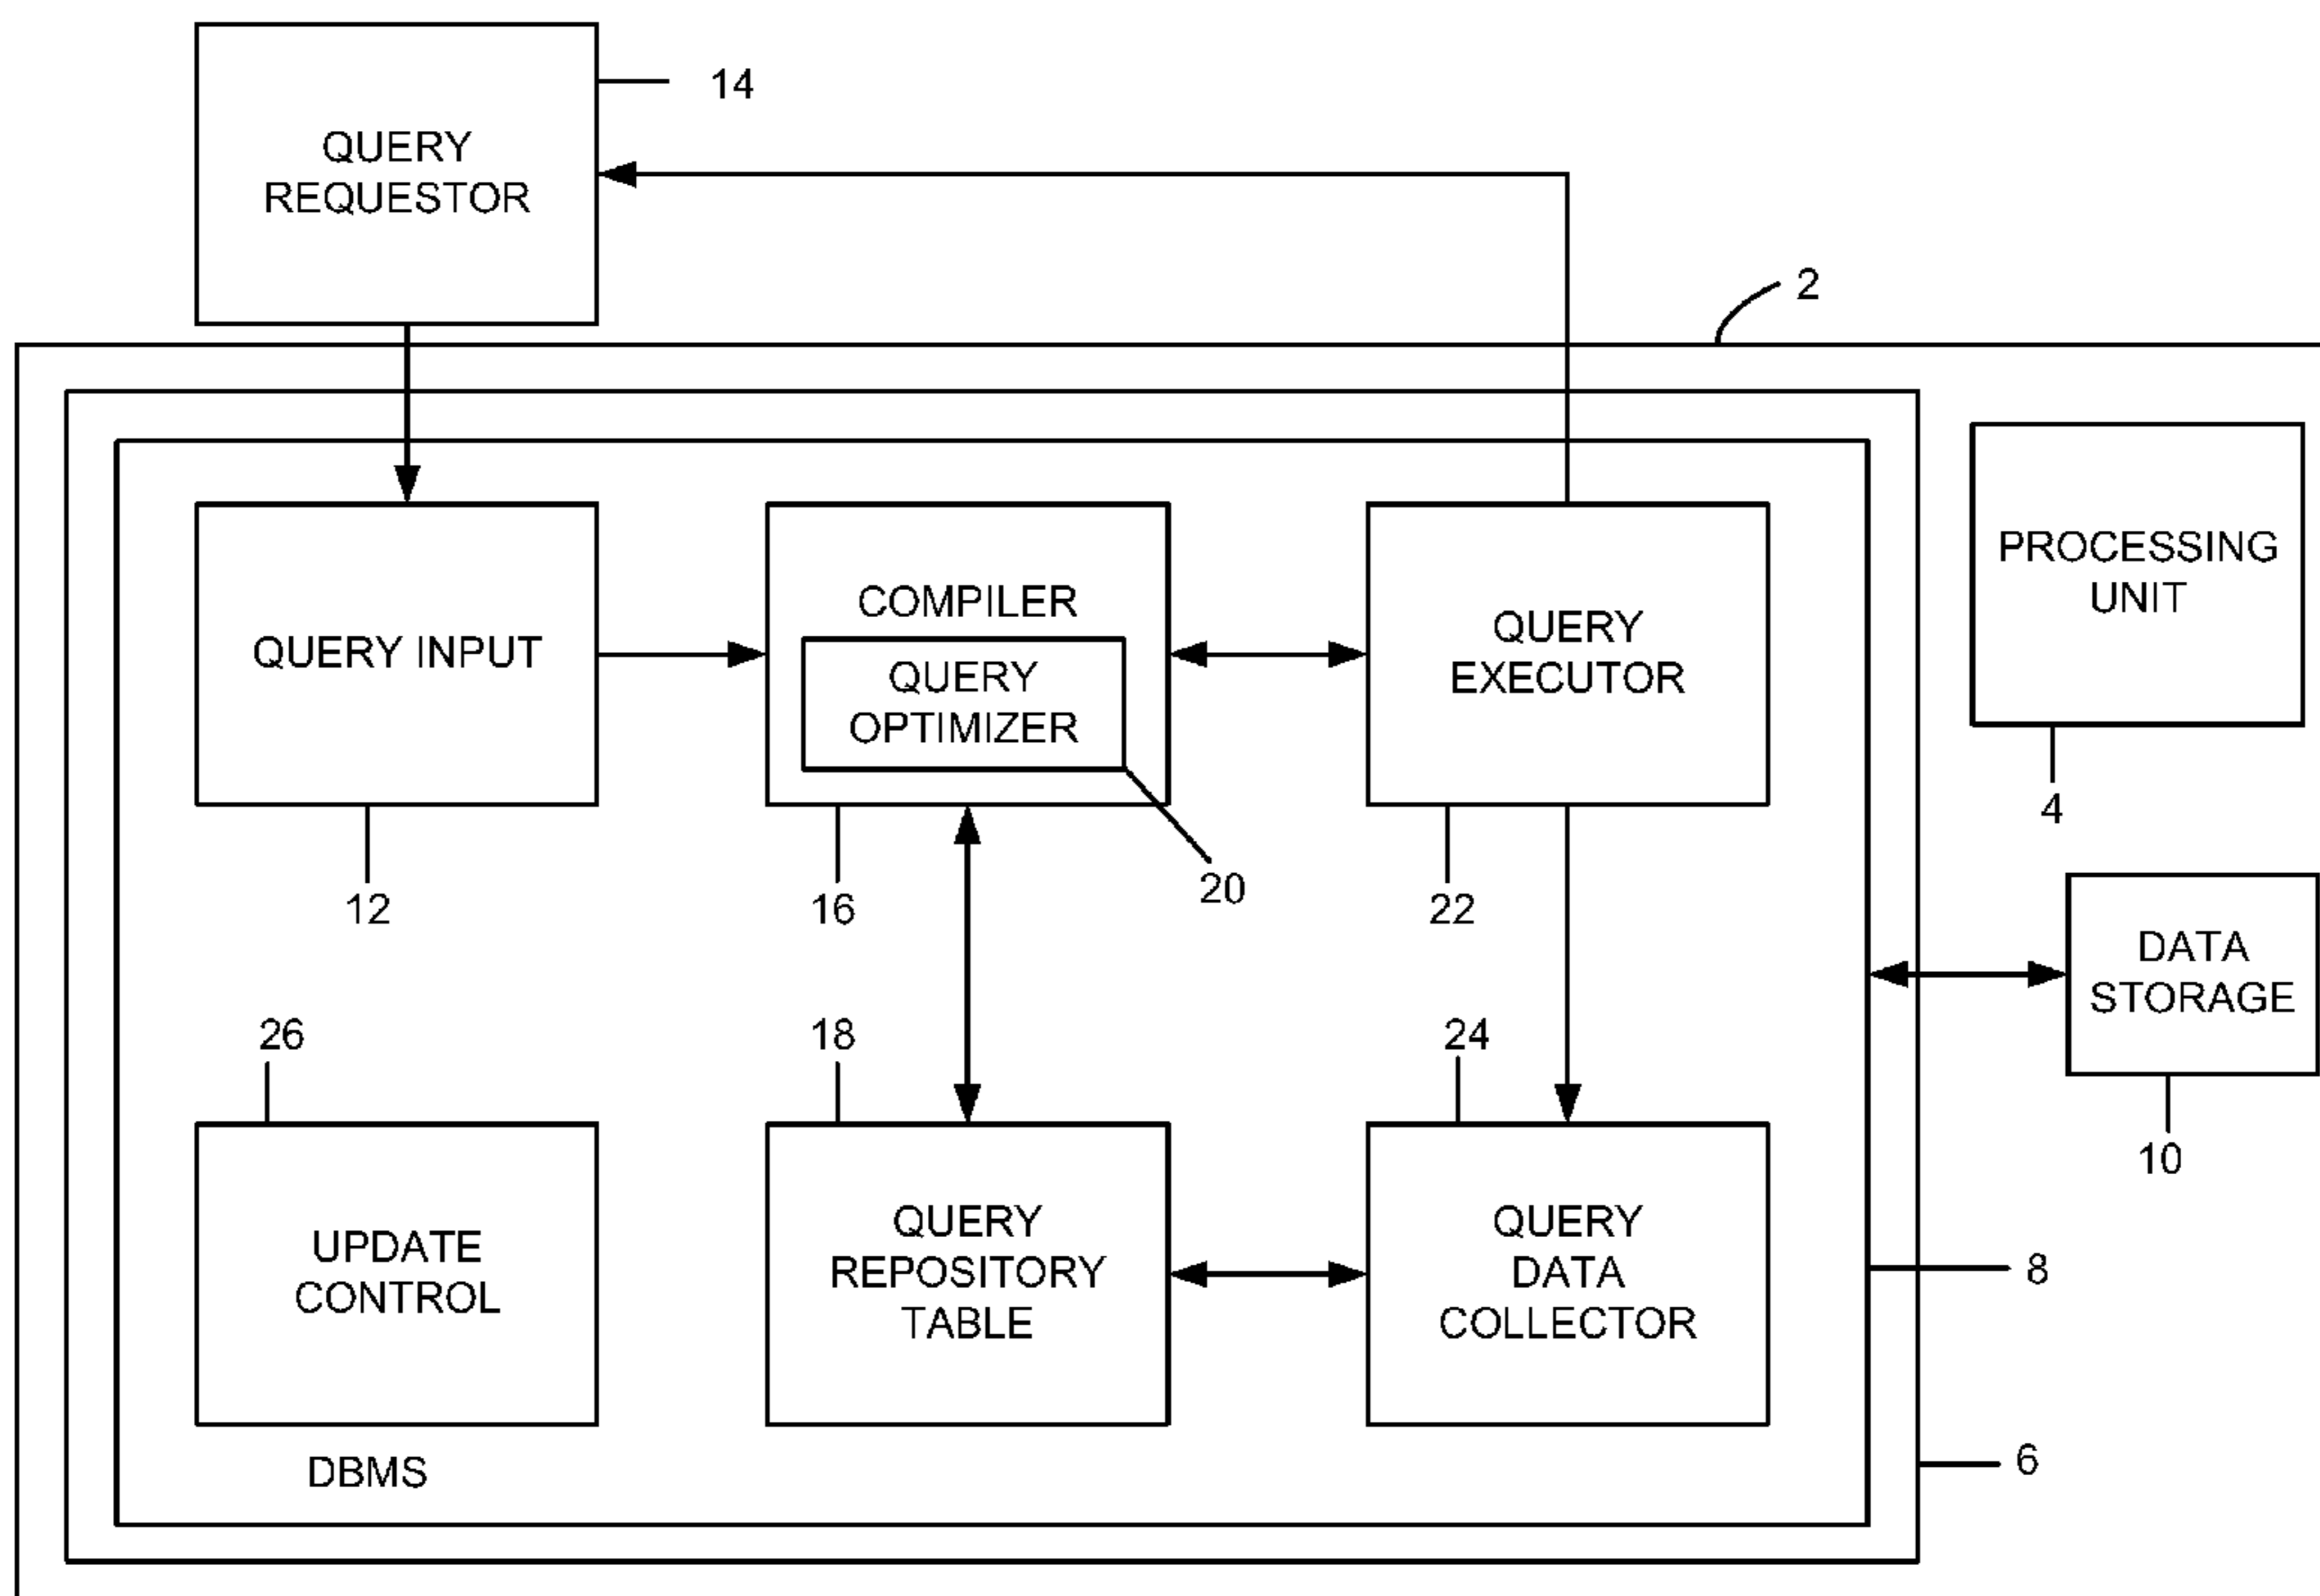 14
QUERY
REQUESTOR
2
PROCESSING
UNIT
4
QUERY INPUT
12
COMPILER
QUERY
OPTIMIZER
16
20
QUERY
EXECUTOR
22
DATA
STORAGE
10
26
UPDATE
CONTROL
18
QUERY
REPOSITORY
TABLE
24
QUERY
DATA
COLLECTOR
8
DBMS
6